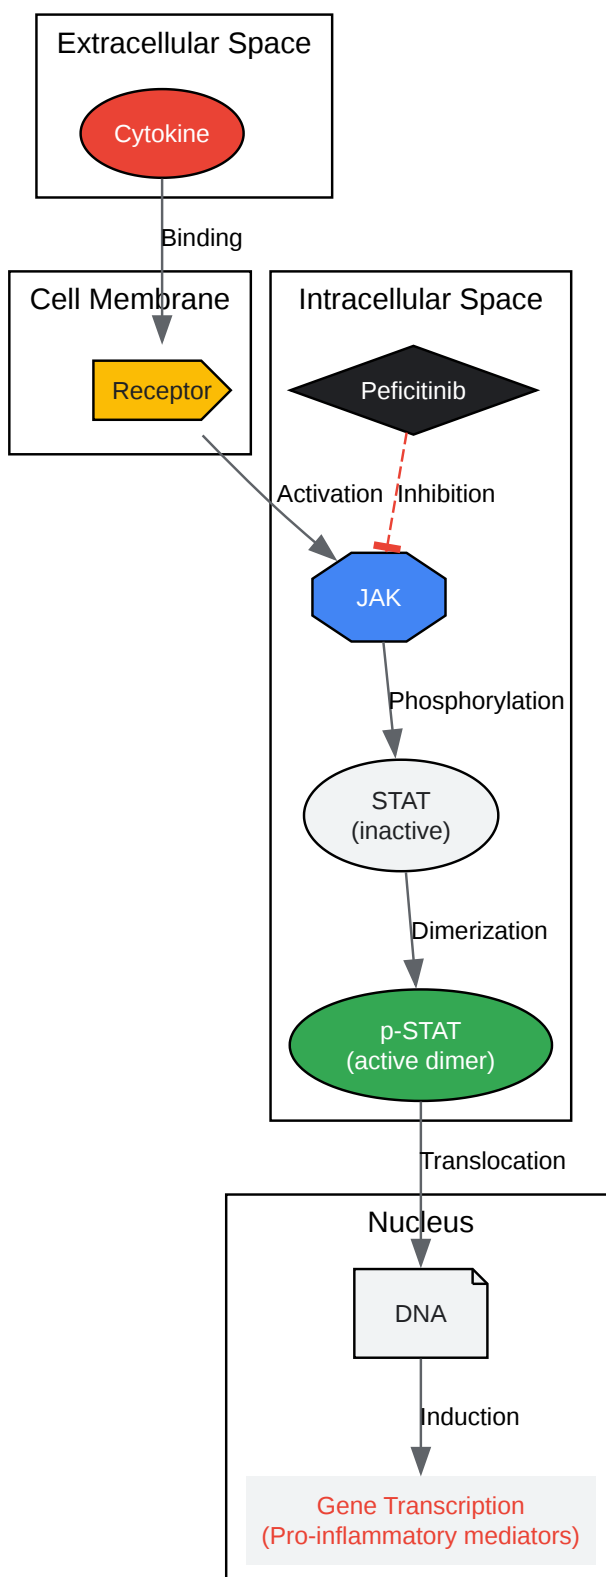 Extracellular Space
Cytokine
Binding
Cell Membrane
Intracellular Space
Receptor
Peficitinib
Activation
Inhibition
JAK
Phosphorylation
STAT
(inactive)
Dimerization
p-STAT
(active dimer)
Translocation
Nucleus
DNA
Induction
Gene Transcription
(Pro-inflammatory mediators)